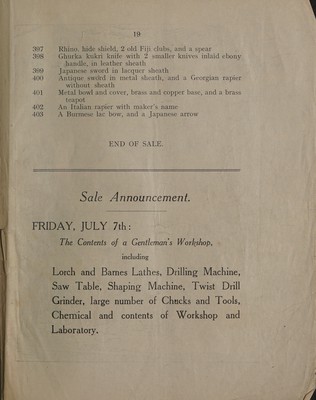 19
307 Rhino. hide shield, 2 old Fiji clubs, and a spear
308 Ghurka kukri knife with 2 smaller knives inlaid ebony
handle, in leather sheath
309 Japanese sword in lacquer sheath
400 Antique sword in metal sheath, and a Georgian rapier
without sheath
401 Metal bowl and cover, brass and copper base, and a brass
teapot
402 An Italian rapier with maker's name
403 A Burmese lac bow, and a Japanese arrow
END OF SALE.
Sale Announcement.
FRIDAY, JULY 7th:
The Contents of a Gentleman's Workshop,
including
Lorch and Barnes Lathes, Drilling Machine,
Saw Table, Shaping Machine, Twist Drill
Grinder, large number of Chucks and Tools,
Chemical and contents of Workshop and
Laboratory.